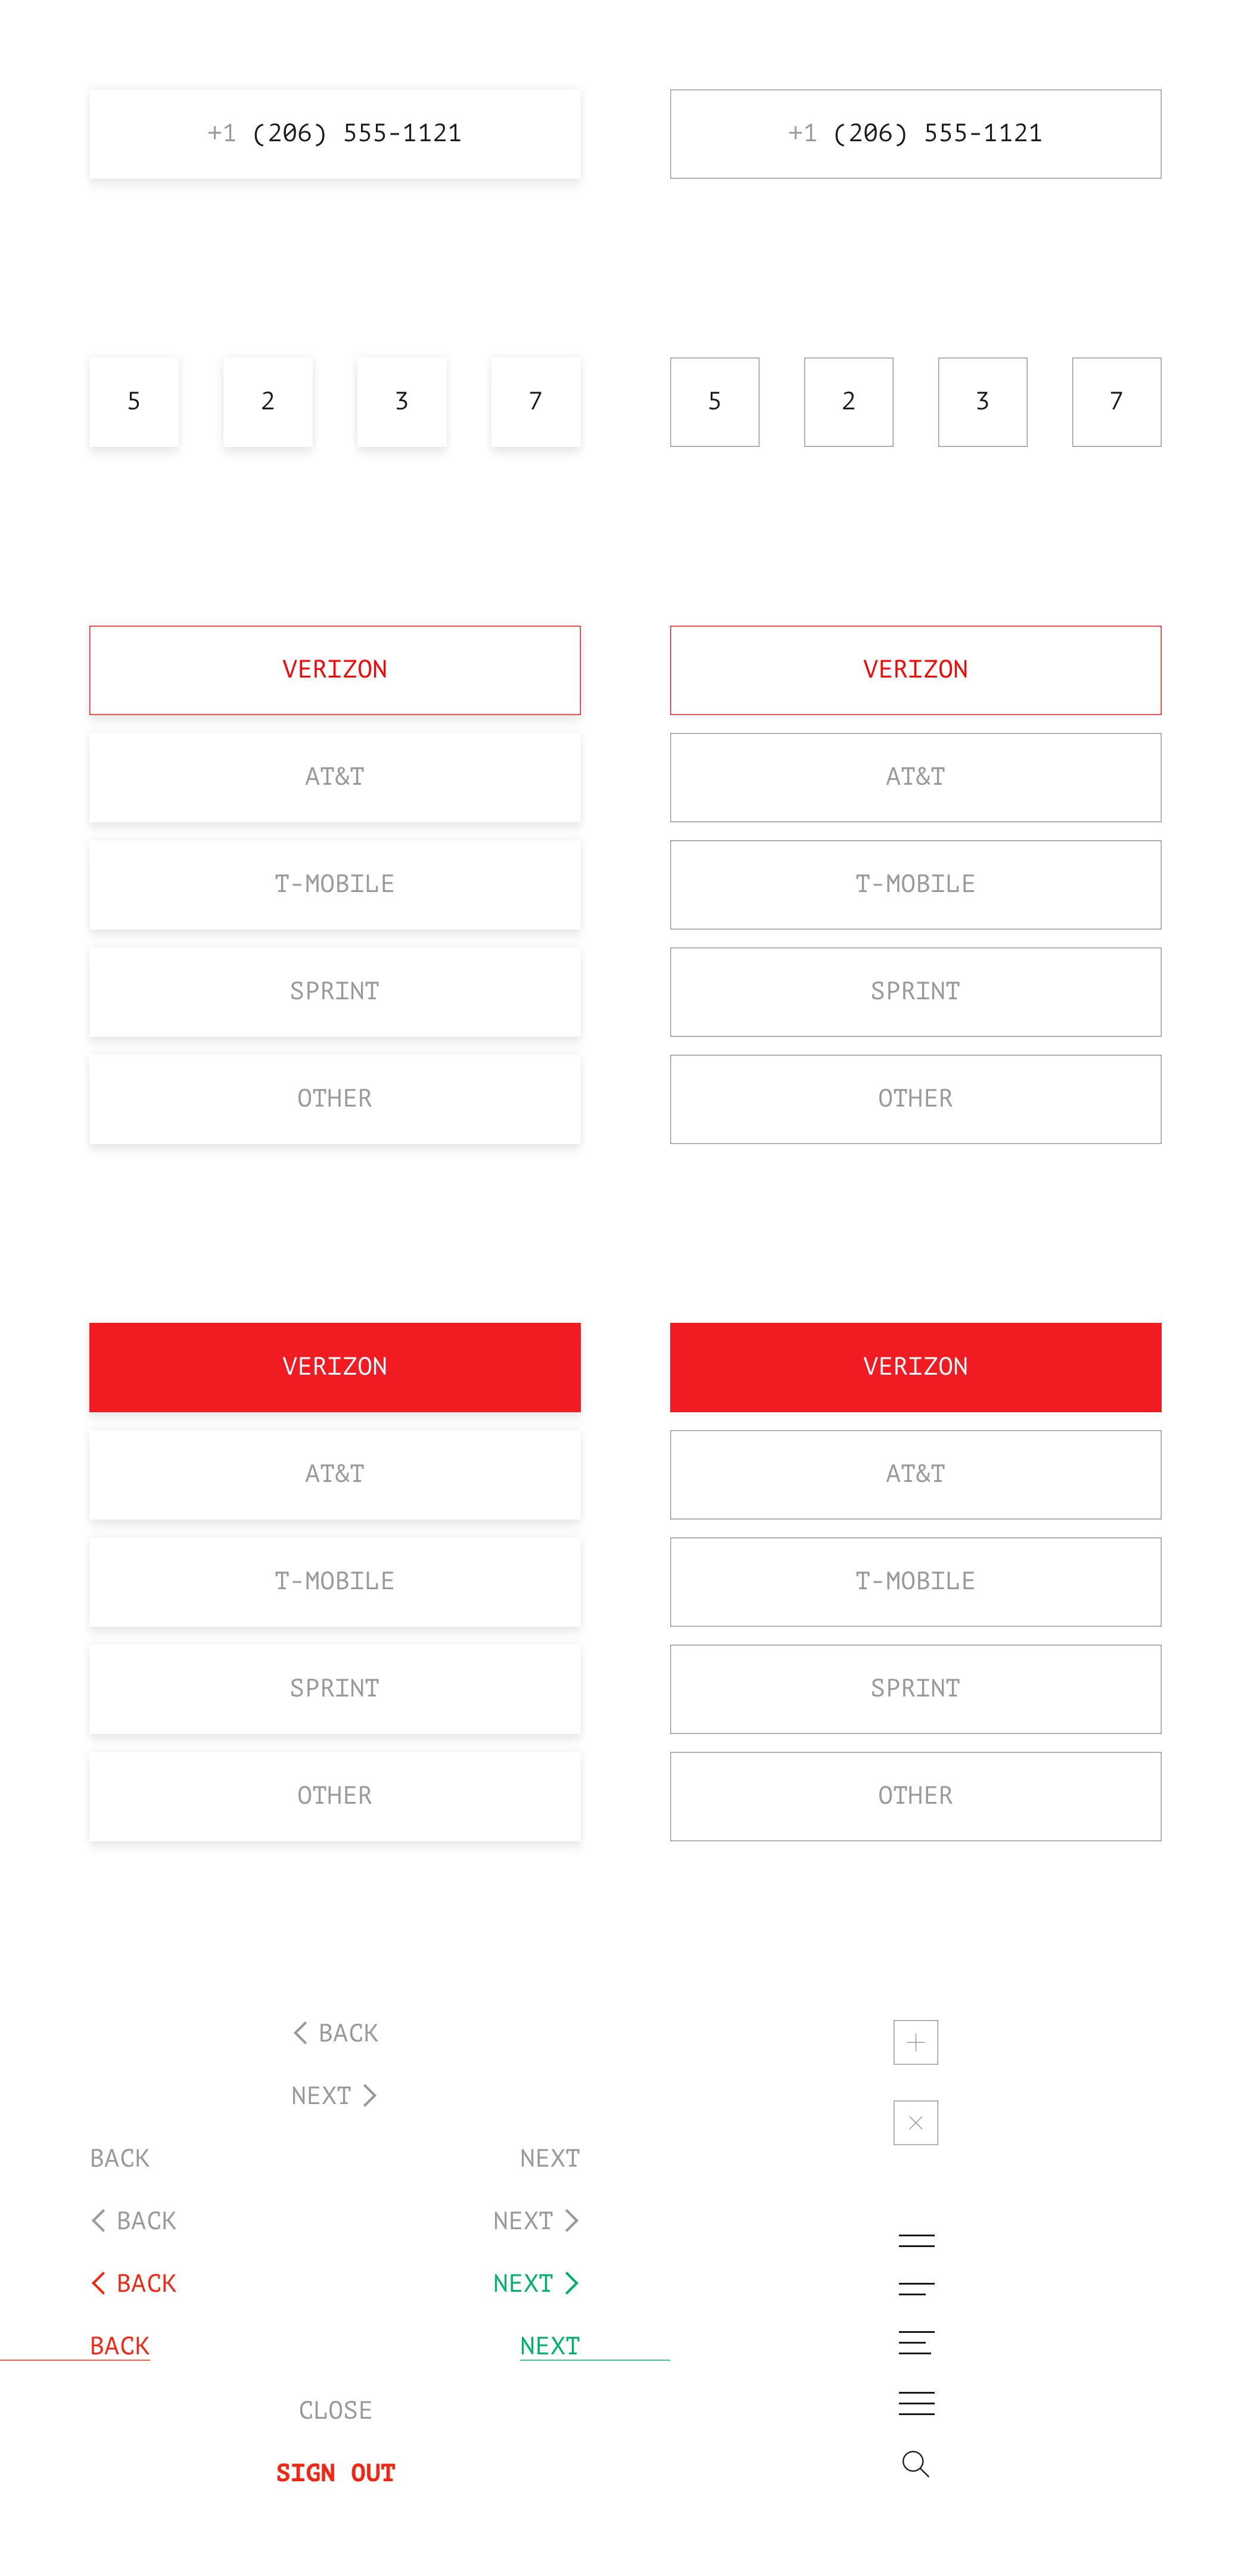 +1 (206) 555-1121 +1 (206) 555-1121
5 2 3 7 5 2 3 7
VERIZON VERIZON
AT&T AT&T
T-MOBILE T-MOBILE
SPRINT SPRINT
OTHER OTHER
VERIZON VERIZON
AT&T AT&T
T-MOBILE T-MOBILE
SPRINT SPRINT
OTHER OTHER
BACK
NEXT
BACK NEXT
BACK NEXT
BACK NEXT
BACK NEXT
CLOSE
SIGN OUT